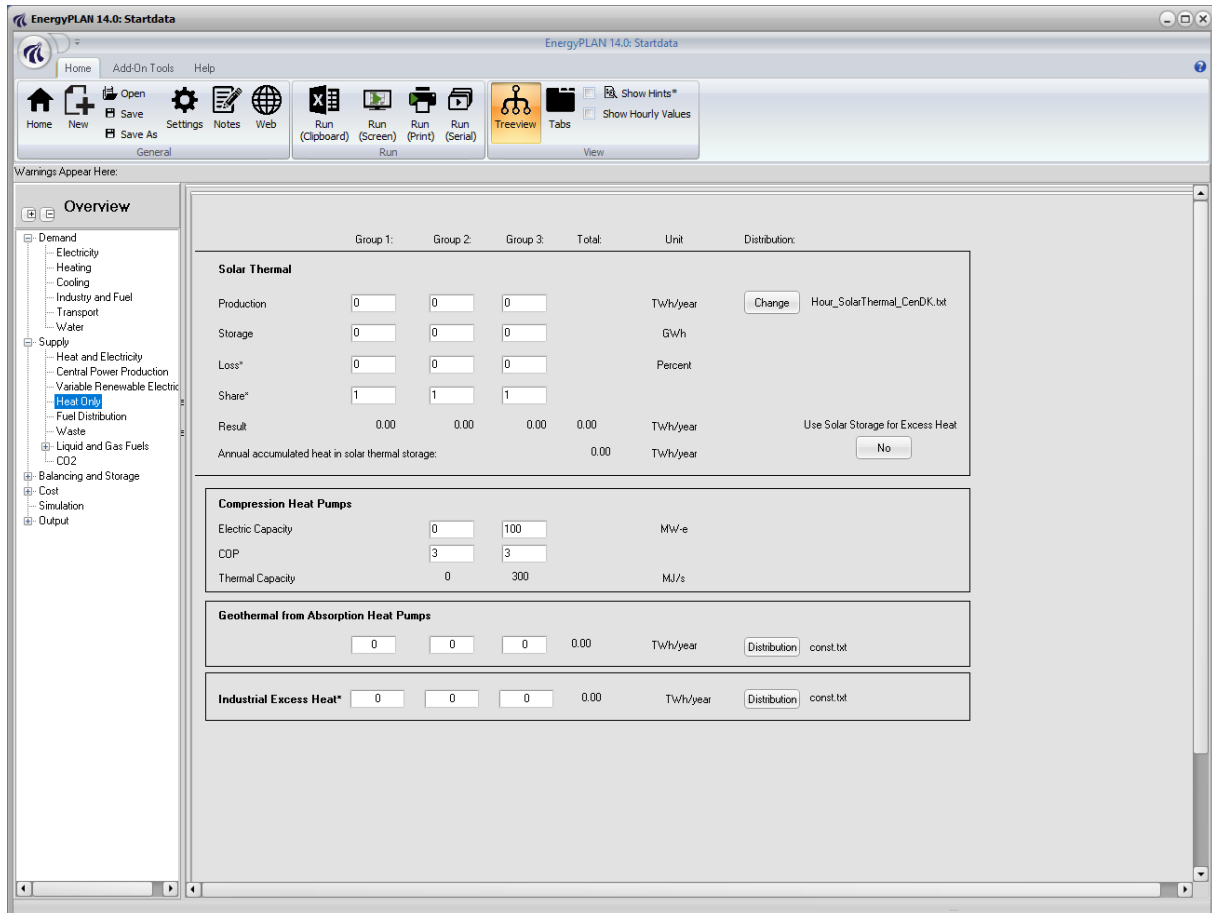 EnergyPLAN 14.0: Startdata
EnergyPLAN 14.0: Startdata
Home Add-On Tools Help
Home New Open Save Save As Settings Notes Web
General
Run (Clipboard) Run (Screen) Run (Print) Run (Serial)
Run
Treeview Tabs Show Hints* Show Hourly Values
View
Warnings Appear Here:
Overview
Demand
Electricity
Heating
Cooling
Industry and Fuel
Transport
Water
Supply
Heat and Electricity
Central Power Production
Variable Renewable Electric
Heat Only
Fuel Distribution
Waste
Liquid and Gas Fuels
CO2
Balancing and Storage
Cost
Simulation
Output
Group 1: Group 2: Group 3: Total: Unit Distribution:
Solar Thermal
Production 0 0 0 TWh/year Change Hour_SolarThermal_CenDK.txt
Storage 0 0 0 GWh
Loss* 0 0 0 Percent
Share* 1 1 1
Result 0.00 0.00 0.00 0.00 TWh/year Use Solar Storage for Excess Heat
Annual accumulated heat in solar thermal storage: 0.00 TWh/year No
Compression Heat Pumps
Electric Capacity 0 100 MW-e
COP 3 3
Thermal Capacity 0 300 MJ/s
Geothermal from Absorption Heat Pumps
0 0 0 0.00 TWh/year Distribution const.txt
Industrial Excess Heat* 0 0 0 0.00 TWh/year Distribution const.txt